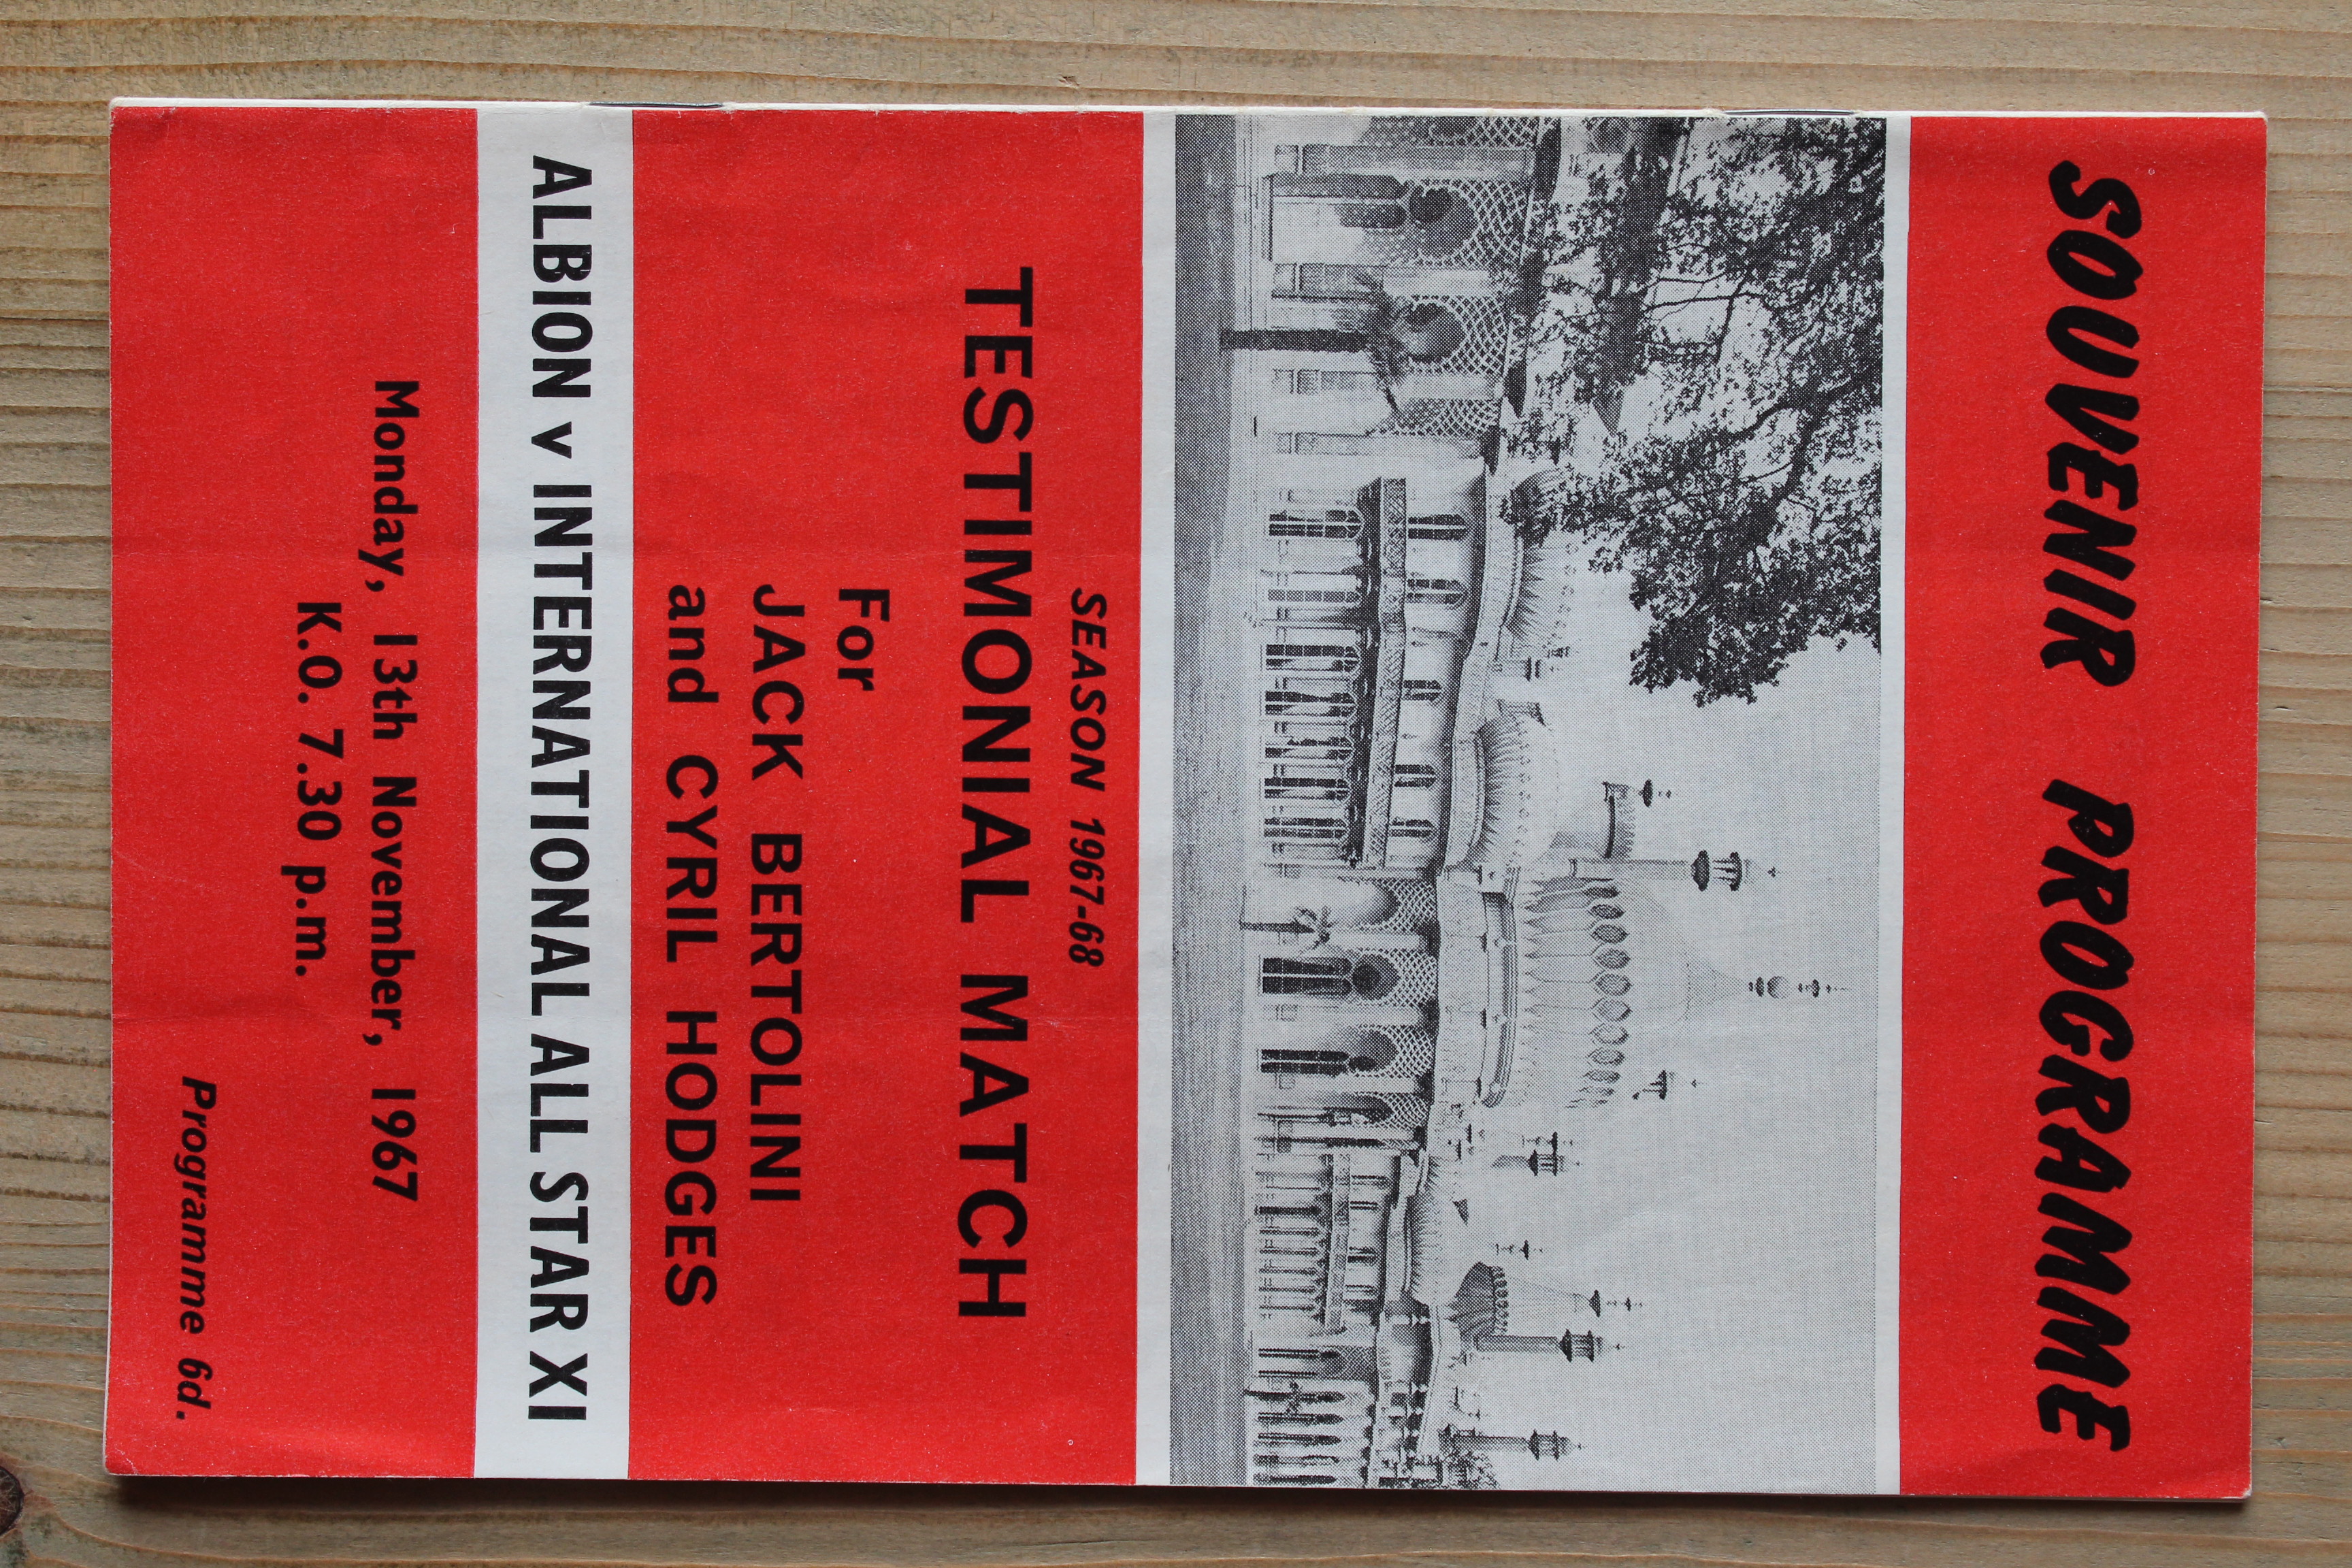 SOUVENIR PROGRAMME
SEASON 1967-68
TESTIMONIAL MATCH
For
JACK BERTOLINI
and CYRIL HODGES
ALBION v INTERNATIONAL ALL STAR XI
Monday, 13th November, 1967
K.O. 7.30 p.m.
Programme 6d.